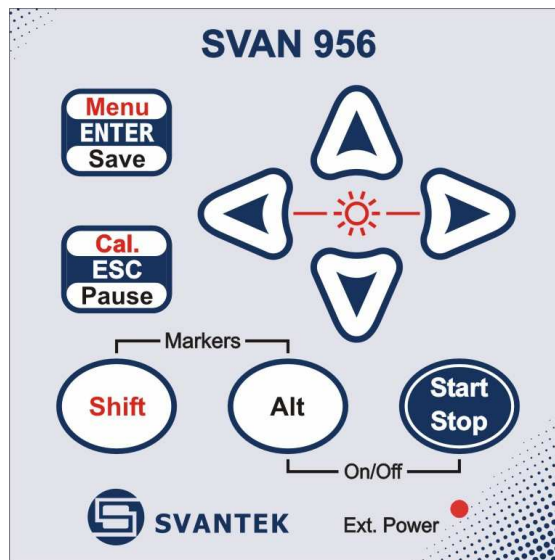 SVAN 956
Menu
ENTER
Save
Cal.
ESC
Pause
Markers
Shift
Alt
Start
Stop
On/Off
SVANTEK
Ext. Power